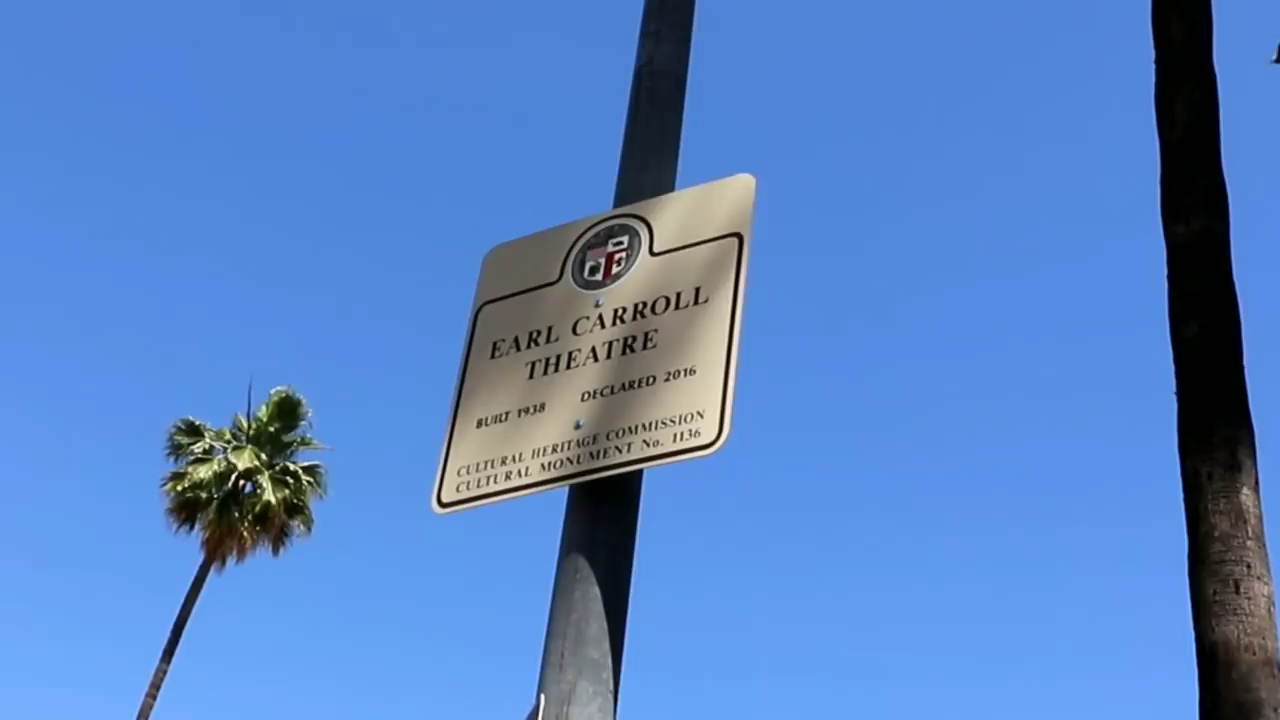 EARL CARROLL
THEATRE
BUILT 1938 DECLARED 2016
CULTURAL HERITAGE COMMISSION
CULTURAL MONUMENT No. 1136